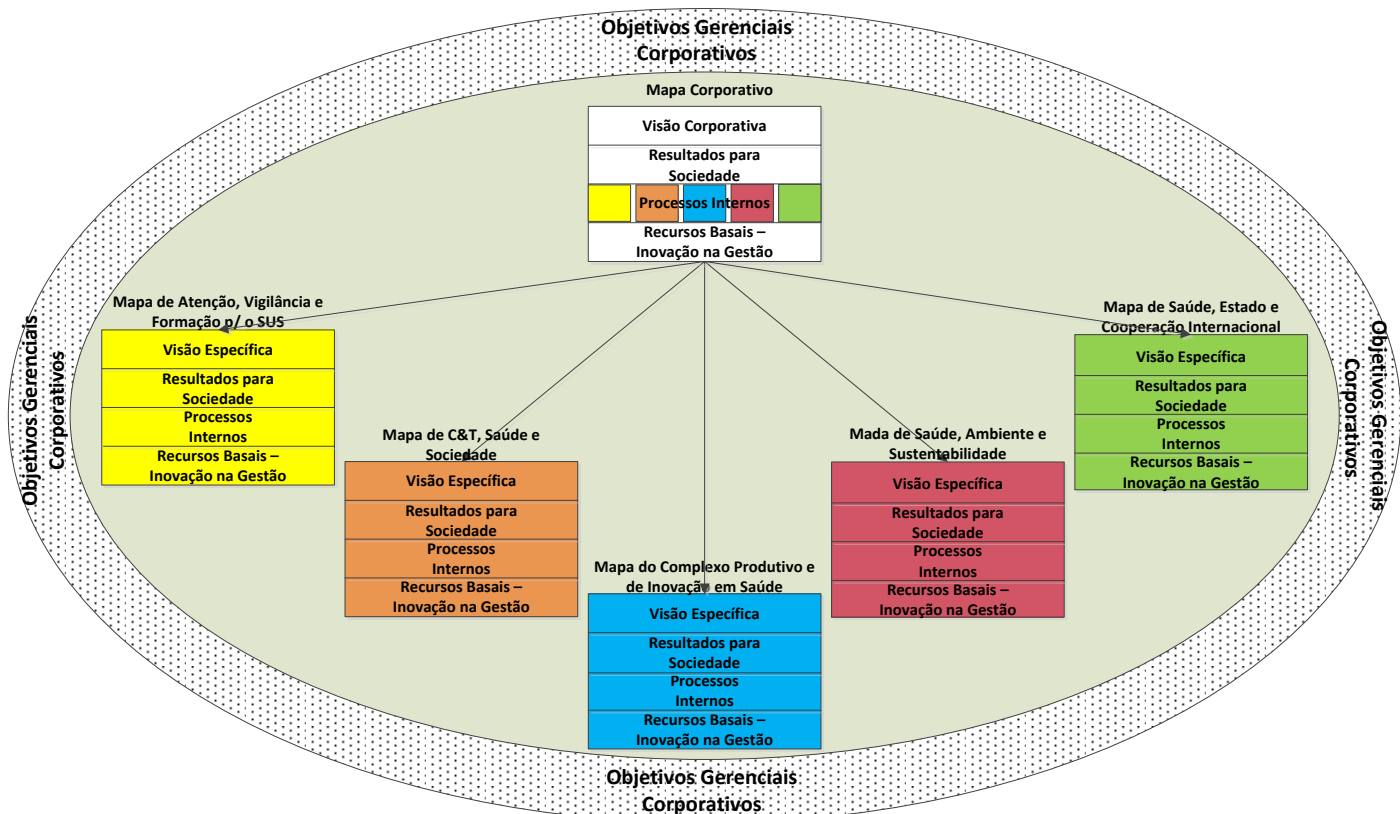 Objetivos Gerenciais
Corporativos
Mapa Corporativo
Visão Corporativa
Resultados para
Sociedade
Processos Internos
Recursos Basais –
Inovação na Gestão
Objetivos Gerenciais
Corporativos
Mapa de Atenção, Vigilância e
Formação p/ o SUS
Visão Específica
Resultados para
Sociedade
Processos
Internos
Recursos Basais –
Inovação na Gestão
Mapa de C&T, Saúde e
Sociedade
Visão Específica
Resultados para
Sociedade
Processos
Internos
Recursos Basais –
Inovação na Gestão
Mapa do Complexo Produtivo e
de Inovação em Saúde
Visão Específica
Resultados para
Sociedade
Processos
Internos
Recursos Basais –
Inovação na Gestão
Mada de Saúde, Ambiente e
Sustentabilidade
Visão Específica
Resultados para
Sociedade
Processos
Internos
Recursos Basais –
Inovação na Gestão
Mapa de Saúde, Estado e
Cooperação Internacional
Visão Específica
Resultados para
Sociedade
Processos
Internos
Recursos Basais –
Inovação na Gestão
Objetivos Gerenciais
Corporativos
Objetivos Gerenciais
Corporativos